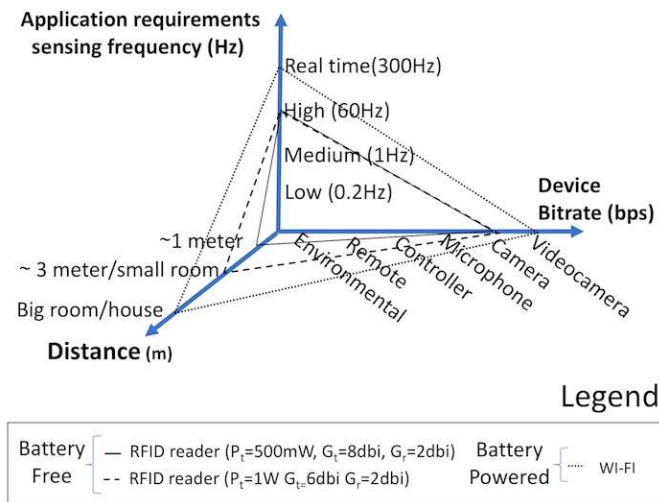 Application requirements
sensing frequency (Hz)
Real time(300Hz)
High (60Hz)
Medium (1Hz)
Low (0.2Hz)
Device
Bitrate (bps)
~1 meter
~ 3 meter/small room
Big room/house
Distance (m)
Environmental
Remote
Controller
Microphone
Camera
Videocamera
Legend
Battery
Free
RFID reader (Pt=500mW, Gt=8dbi, Gr=2dbi)
RFID reader (Pt=1W Gt=6dbi Gr=2dbi)
Battery
Powered
WI-FI